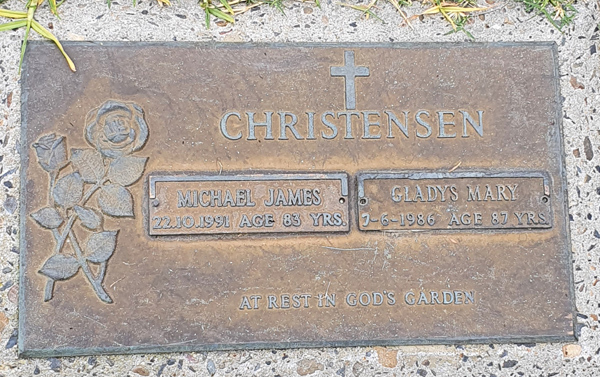 CHRISTENSEN
MICHAEL JAMES
22.10.1991 AGE 83 YRS.
GLADYS MARY
7-6-1986 AGE 87 YRS.
AT REST IN GOD'S GARDEN